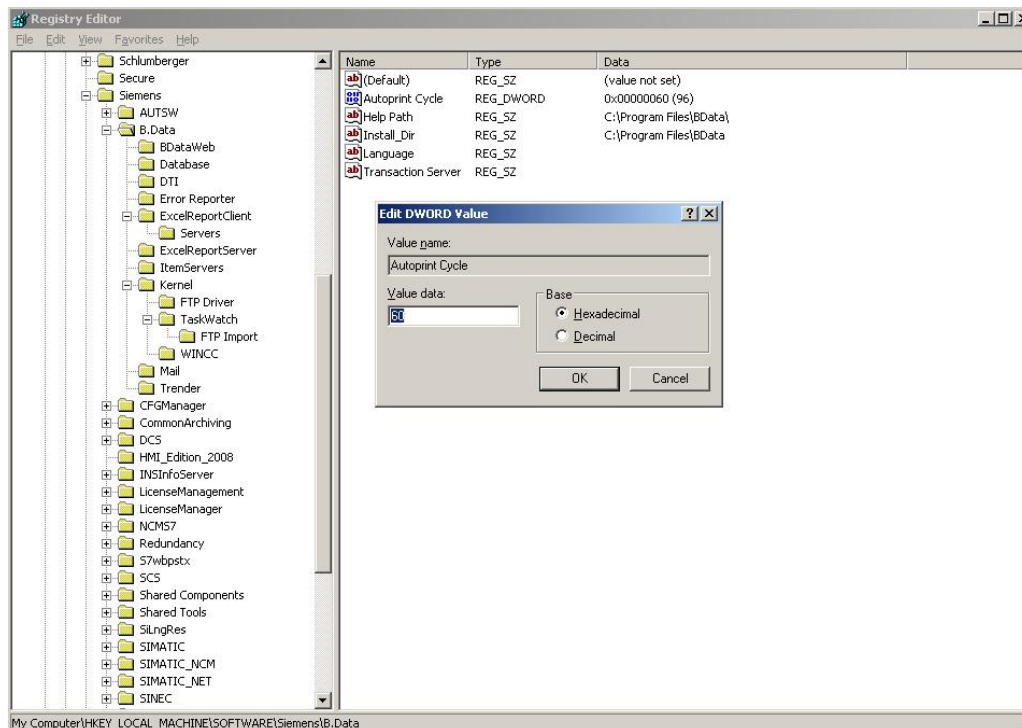 Registry Editor
File Edit View Favorites Help
Schlumberger
Secure
Siemens
AUTSW
B.Data
BDataWeb
Database
DTI
Error Reporter
ExcelReportClient
Servers
ExcelReportServer
ItemServers
Kernel
FTP Driver
TaskWatch
FTP Import
WINCC
Mail
Trender
CFGManager
CommonArchiving
DCS
HMI_Edition_2008
INSInfoServer
LicenseManagement
LicenseManager
NCMS7
Redundancy
S7wbpstx
SCS
Shared Components
Shared Tools
SiLngRes
SIMATIC
SIMATIC_NCM
SIMATIC_NET
SINEC
Name Type Data
(Default) REG_SZ (value not set)
Autoprint Cycle REG_DWORD 0x00000060 (96)
Help Path REG_SZ C:\Program Files\BData\
Install_Dir REG_SZ C:\Program Files\BData
Language REG_SZ
Transaction Server REG_SZ
Edit DWORD Value
Value name:
Autoprint Cycle
Value data:
60
Base
Hexadecimal
Decimal
OK Cancel
My Computer\HKEY_LOCAL_MACHINE\SOFTWARE\Siemens\B.Data